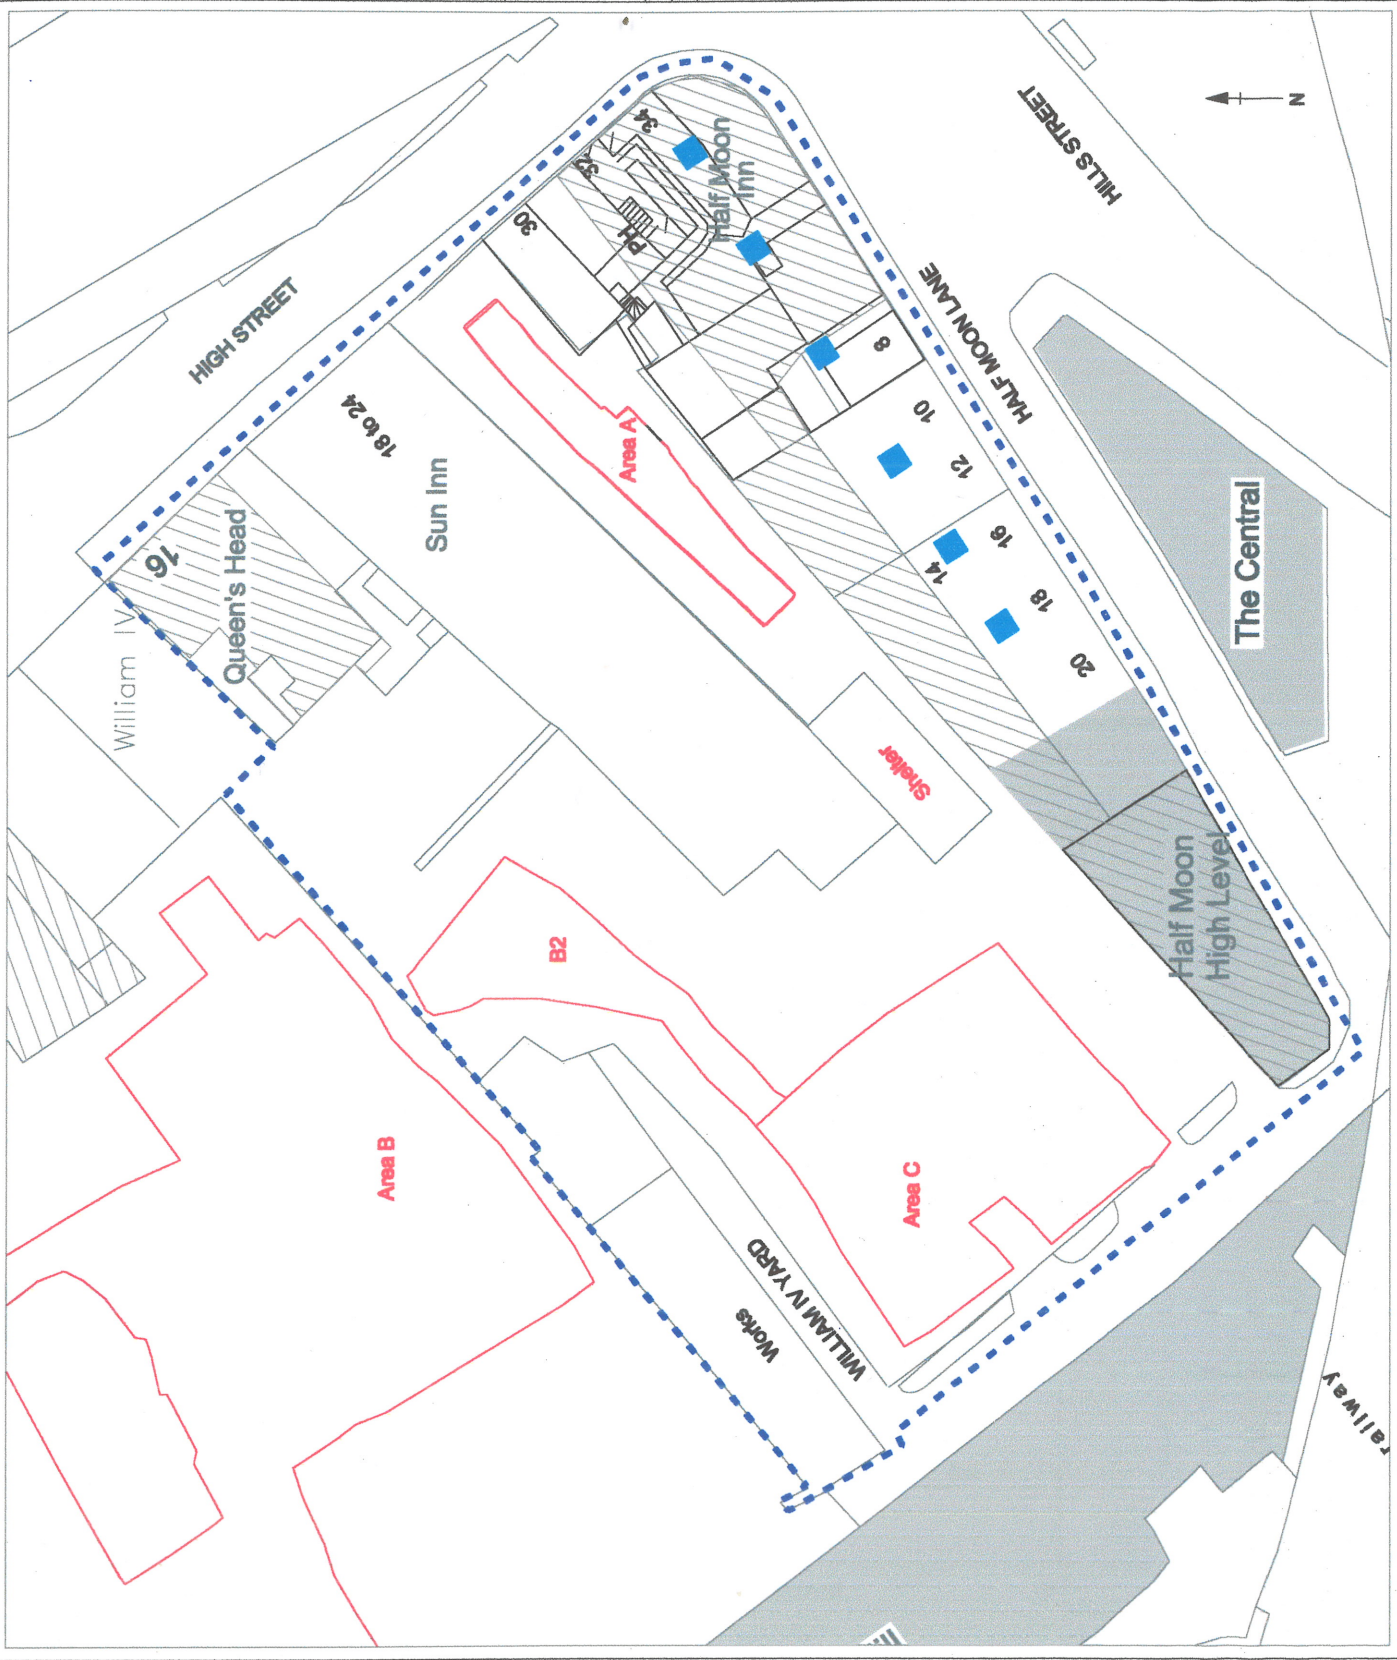 N
HILLS STREET
34
Half Moon
Inn
32
PH
30
HIGH STREET
HALF MOON LANE
8
10
12
18 to 24
Sun Inn
Area A
16
14
18
20
The Central
16
Queen's Head
William IV
Shelter
Half Moon
High Level
B2
Area B
Area C
WILLIAM IV YARD
Works
railway